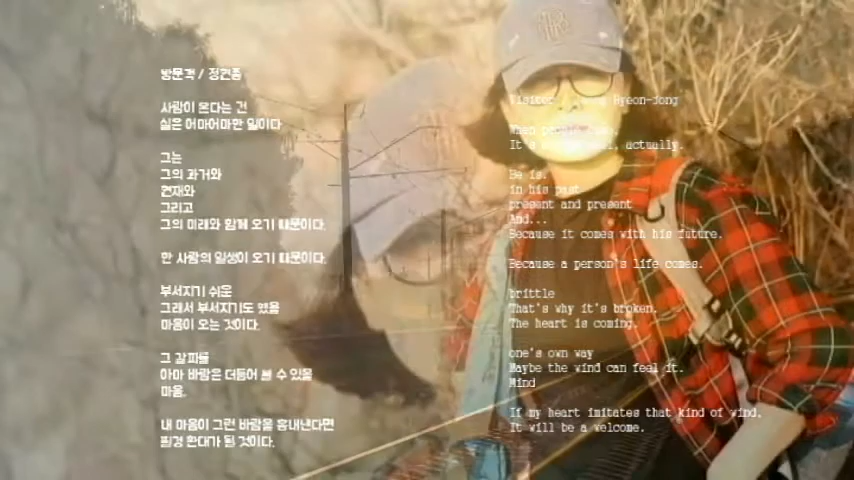 방문객 / 정현종
사람이 온다는 건
실은 어마어마한 일이다
그는
그의 과거와
현재와
그리고
그의 미래와 함께 오기 때문이다.
한 사람의 일생이 오기 때문이다.
부서지기 쉬운
그래서 부서지기도 했을
마음이 오는 것이다.
그 갈피를
아마 바람은 더듬어 볼 수 있을
마음.
내 마음이 그런 바람을 흉내낸다면
필경 환대가 될 것이다.
Visitor Hyeon-jong
When
It's actually.
He is.
in his past
present and present
And...
Because it comes with his future.
Because a person's life comes.
brittle
That's why it's broken.
The heart is coming.
one's own way
Maybe the wind can feel it.
Mind
If my heart imitates that kind of wind,
It will be a welcome.